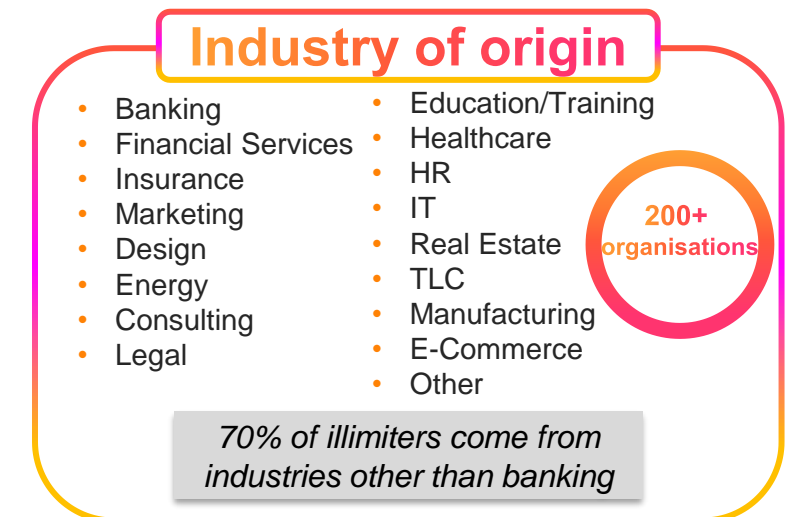 Industry of origin
• Banking
• Financial Services
• Insurance
• Marketing
• Design
• Energy
• Consulting
• Legal
• Education/Training
• Healthcare
• HR
• IT
• Real Estate
• TLC
• Manufacturing
• E-Commerce
• Other
200+
organisations
70% of illimiters come from
industries other than banking